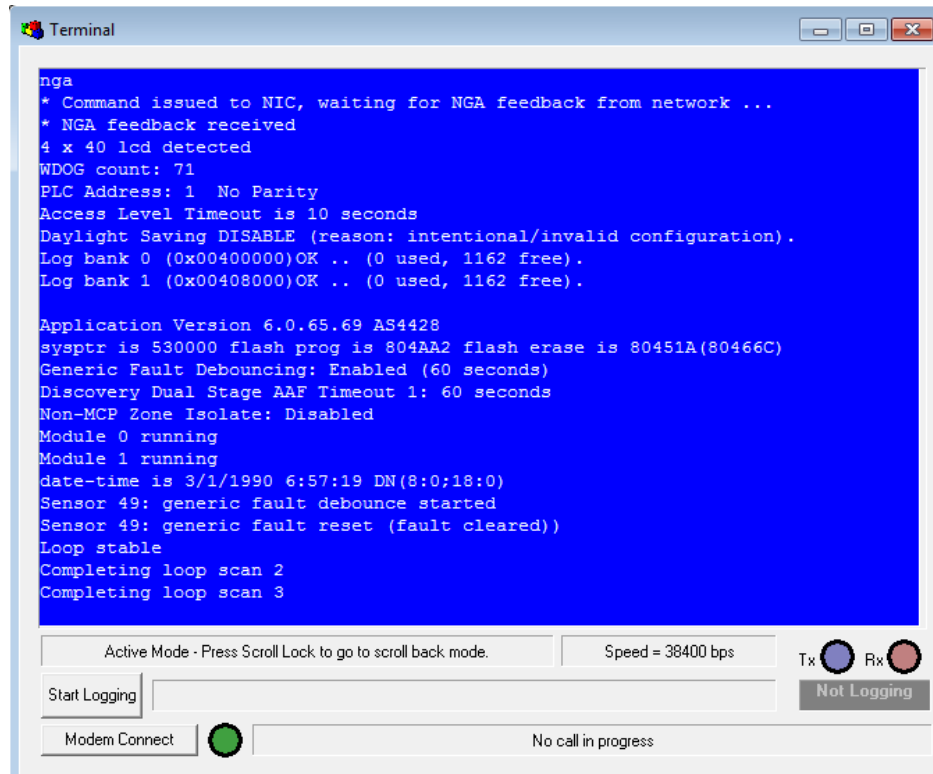 Terminal
nga
* Command issued to NIC, waiting for NGA feedback from network ...
* NGA feedback received
4 x 40 lcd detected
WDOG count: 71
PLC Address: 1  No Parity
Access Level Timeout is 10 seconds
Daylight Saving DISABLE (reason: intentional/invalid configuration).
Log bank 0 (0x00400000)OK .. (0 used, 1162 free).
Log bank 1 (0x00408000)OK .. (0 used, 1162 free).
Application Version 6.0.65.69 AS4428
sysptr is 530000 flash prog is 804AA2 flash erase is 80451A(80466C)
Generic Fault Debouncing: Enabled (60 seconds)
Discovery Dual Stage AAF Timeout 1: 60 seconds
Non-MCP Zone Isolate: Disabled
Module 0 running
Module 1 running
date-time is 3/1/1990 6:57:19 DN(8:0;18:0)
Sensor 49: generic fault debounce started
Sensor 49: generic fault reset (fault cleared))
Loop stable
Completing loop scan 2
Completing loop scan 3
Active Mode - Press Scroll Lock to go to scroll back mode.
Speed = 38400 bps
Tx
Rx
Start Logging
Not Logging
Modem Connect
No call in progress